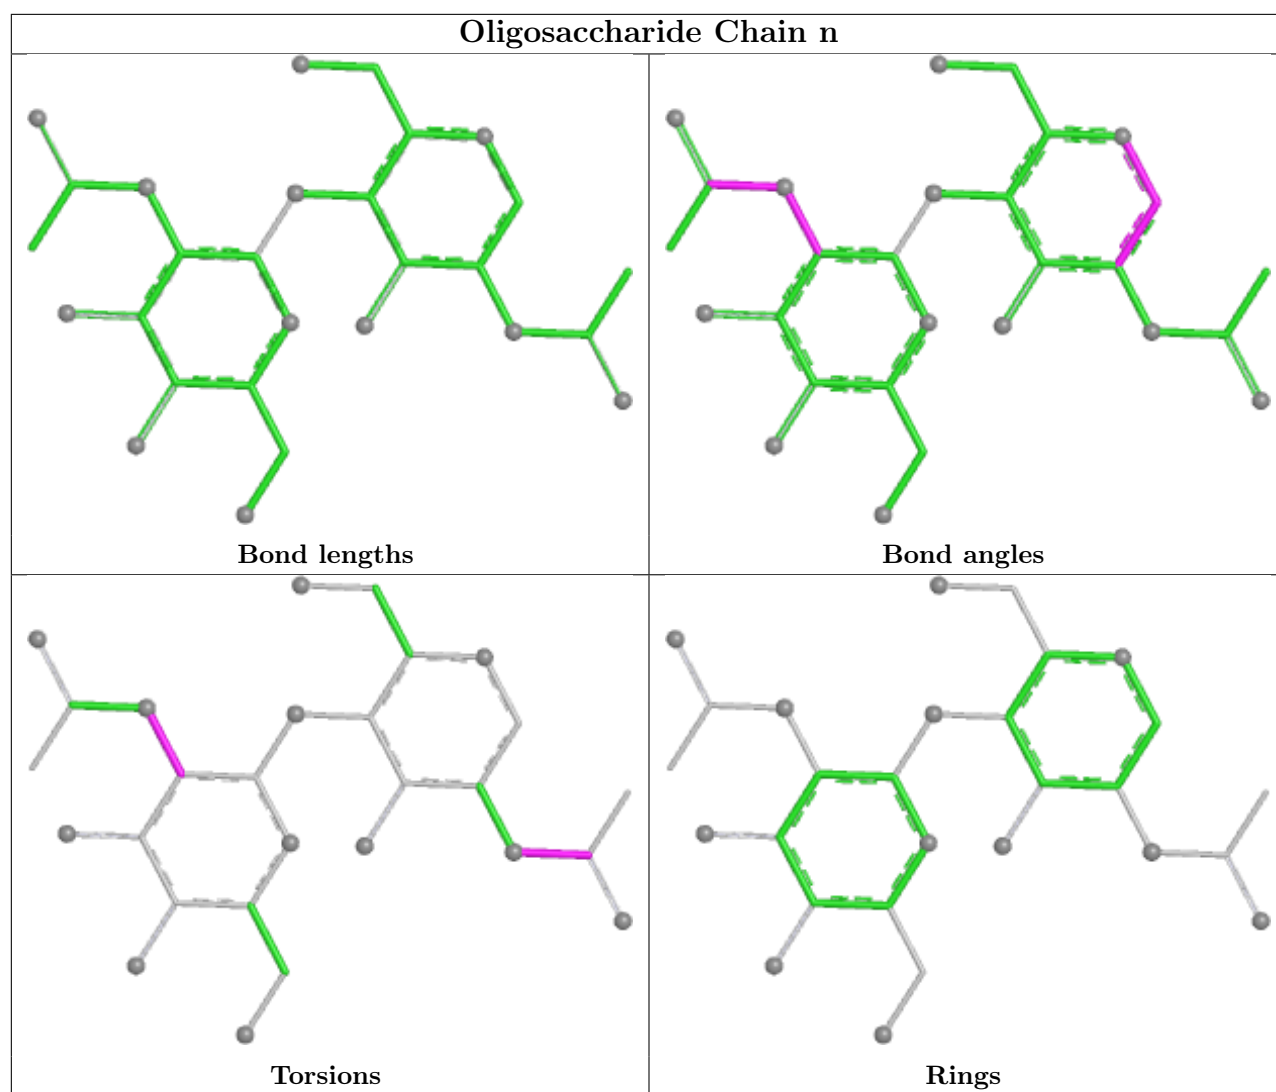 Oligosaccharide Chain n
Bond lengths
Bond angles
Torsions
Rings